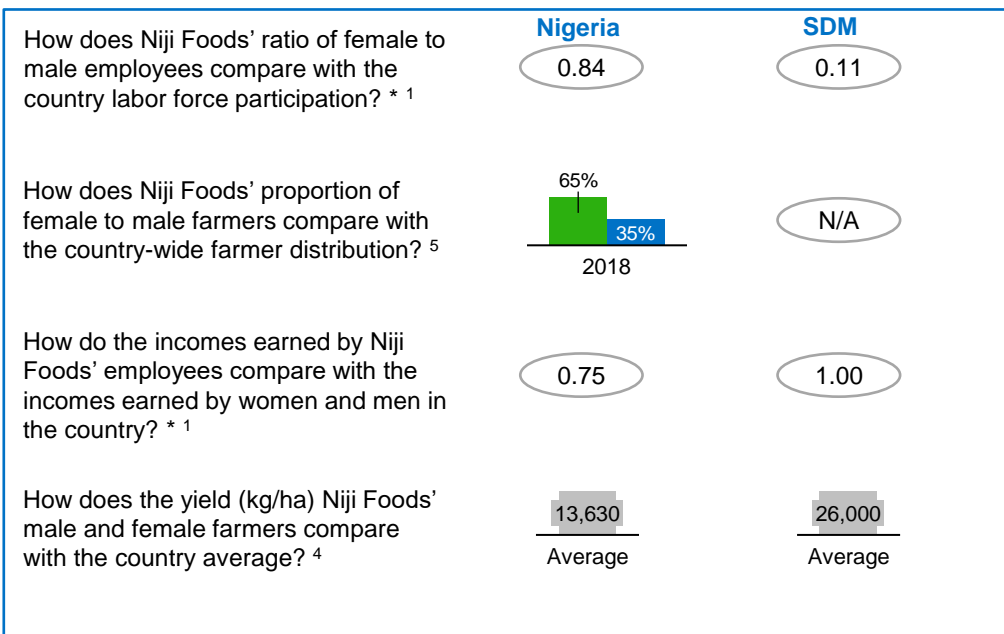 Nigeria SDM
How does Niji Foods’ ratio of female to
male employees compare with the
country labor force participation? * 1
0.84 0.11
How does Niji Foods’ proportion of
female to male farmers compare with
the country-wide farmer distribution? 5
65%
35%
2018
N/A
How do the incomes earned by Niji
Foods’ employees compare with the
incomes earned by women and men in
the country? * 1
0.75 1.00
How does the yield (kg/ha) Niji Foods’
male and female farmers compare
with the country average? 4
13,630 26,000
Average Average